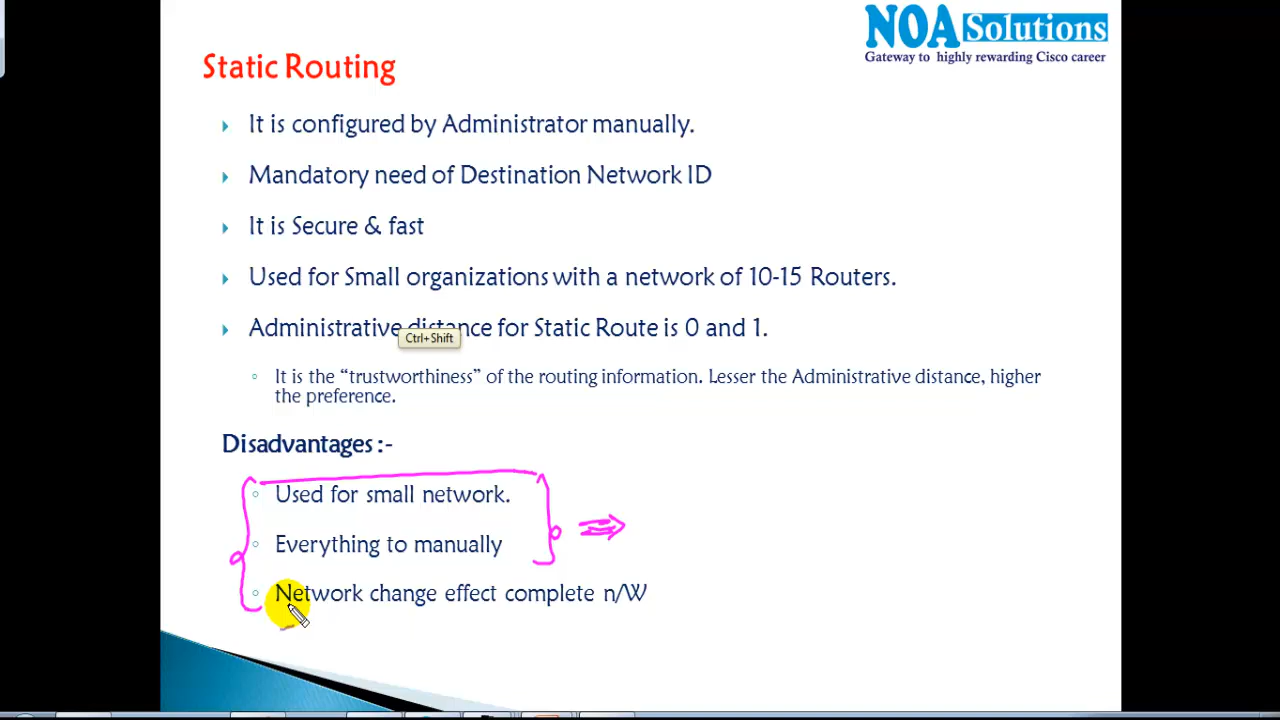 NOA Solutions
Gateway to highly rewarding Cisco career
Static Routing
It is configured by Administrator manually.
Mandatory need of Destination Network ID
It is Secure & fast
Used for Small organizations with a network of 10-15 Routers.
Administrative distance for Static Route is 0 and 1.
Ctrl+Shift
It is the “trustworthiness” of the routing information. Lesser the Administrative distance, higher
the preference.
Disadvantages :-
Used for small network.
Everything to manually
Network change effect complete n/W